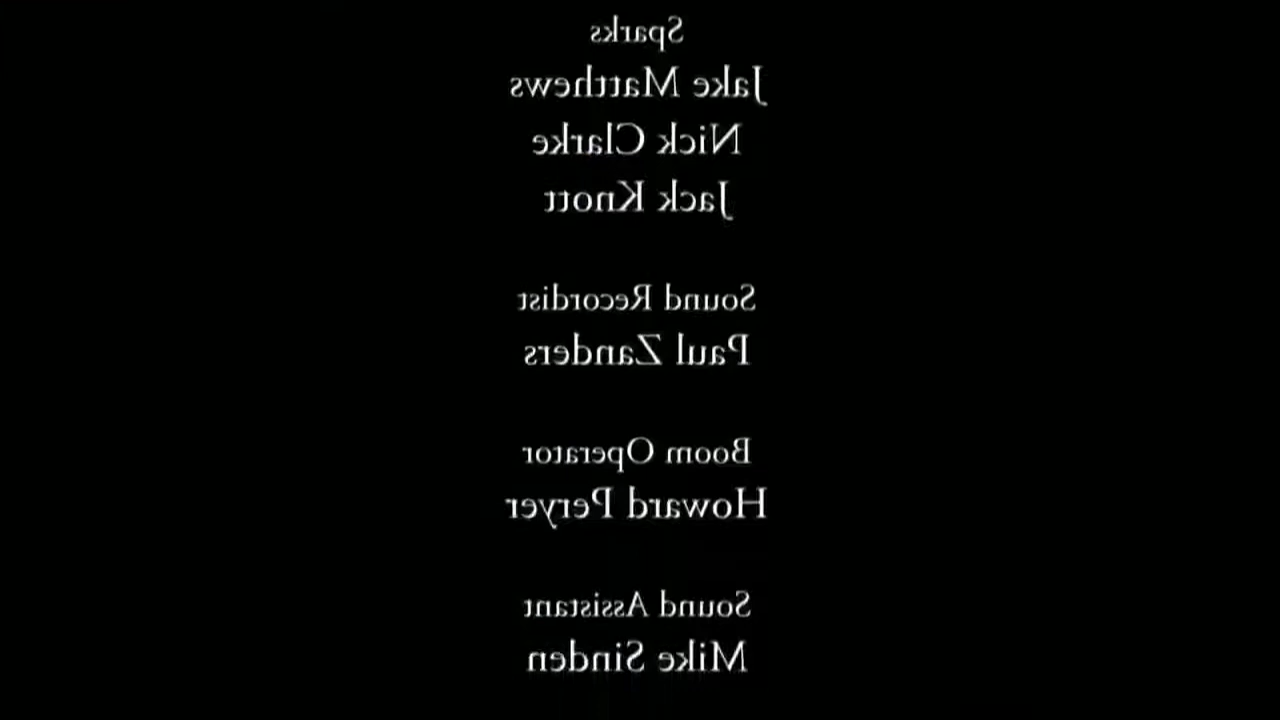 Sparks
Jake Matthews
Nick Clarke
Jack Knott
Sound Recordist
Paul Zanders
Boom Operator
Howard Peryer
Sound Assistant
Mike Sinden